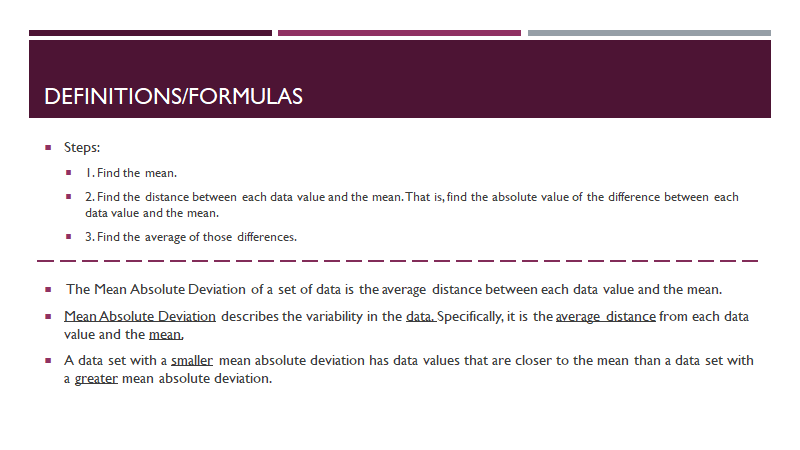 DEFINITIONS/FORMULAS
Steps:
1. Find the mean.
2. Find the distance between each data value and the mean. That is, find the absolute value of the difference between each
data value and the mean.
3. Find the average of those differences.
The Mean Absolute Deviation of a set of data is the average distance between each data value and the mean.
Mean Absolute Deviation describes the variability in the data. Specifically, it is the average distance from each data
value and the mean.
A data set with a smaller mean absolute deviation has data values that are closer to the mean than a data set with
a greater mean absolute deviation.